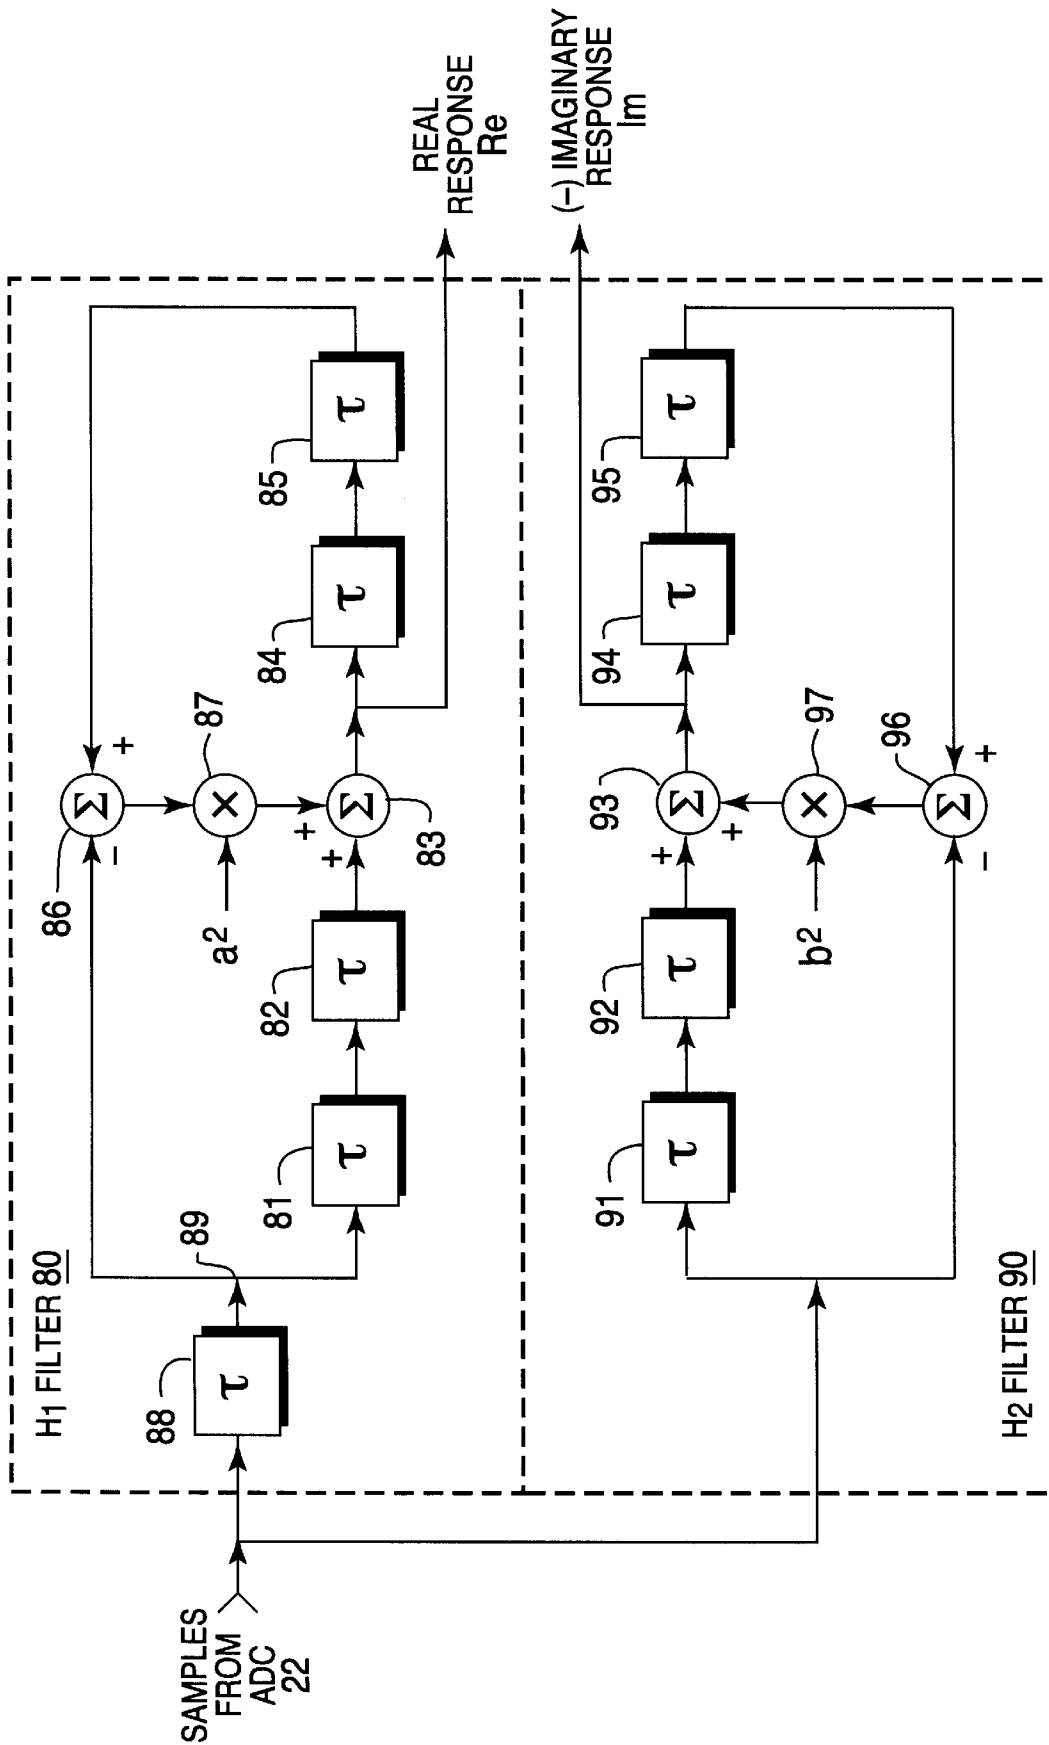 H1 FILTER 80
SAMPLES
FROM
ADC
22
88
τ
89
86
Σ
−
+
87
×
a²
+
+
Σ
83
81
τ
82
τ
84
τ
85
τ
REAL
RESPONSE
Re
(−) IMAGINARY
RESPONSE
Im
91
τ
92
τ
93
Σ
+
+
94
τ
95
τ
97
×
b²
96
Σ
−
+
H2 FILTER 90